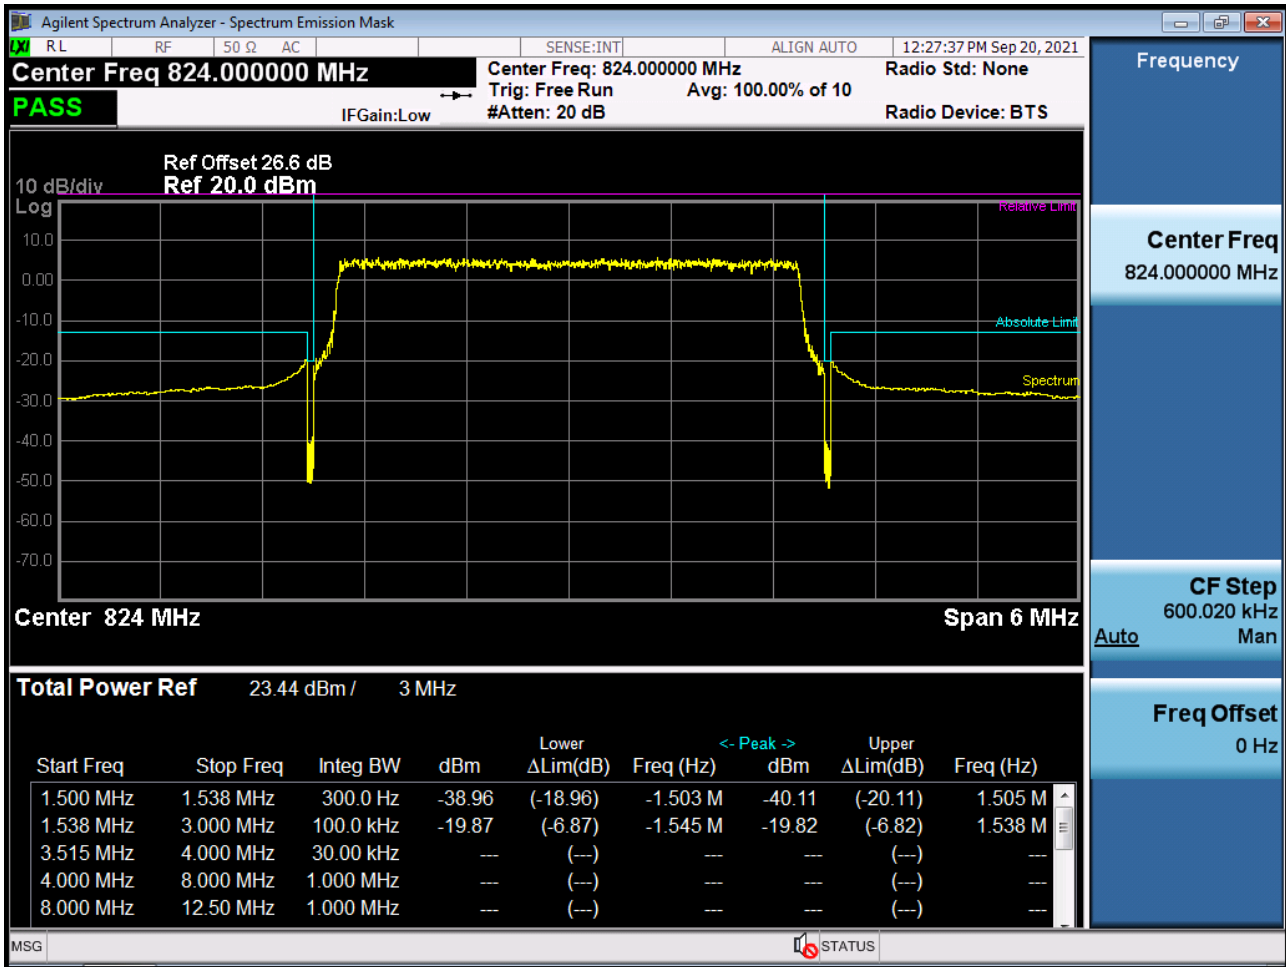 Agilent Spectrum Analyzer - Spectrum Emission Mask
LXI RL RF 50 Ω AC SENSE:INT ALIGN AUTO 12:27:37 PM Sep 20, 2021
Center Freq 824.000000 MHz Center Freq: 824.000000 MHz Radio Std: None
Trig: Free Run Avg: 100.00% of 10
PASS IFGain:Low #Atten: 20 dB Radio Device: BTS
Ref Offset 26.6 dB
10 dB/div Ref 20.0 dBm
Log
Relative Limit
10.0
0.00
-10.0
Absolute Limit
-20.0
Spectrum
-30.0
-40.0
-50.0
-60.0
-70.0
Center 824 MHz Span 6 MHz
Total Power Ref 23.44 dBm / 3 MHz
Lower <- Peak -> Upper
Start Freq Stop Freq Integ BW dBm ΔLim(dB) Freq (Hz) dBm ΔLim(dB) Freq (Hz)
1.500 MHz 1.538 MHz 300.0 Hz -38.96 (-18.96) -1.503 M -40.11 (-20.11) 1.505 M
1.538 MHz 3.000 MHz 100.0 kHz -19.87 (-6.87) -1.545 M -19.82 (-6.82) 1.538 M
3.515 MHz 4.000 MHz 30.00 kHz --- (---) --- --- (---) ---
4.000 MHz 8.000 MHz 1.000 MHz --- (---) --- --- (---) ---
8.000 MHz 12.50 MHz 1.000 MHz --- (---) --- --- (---) ---
MSG STATUS
Frequency
Center Freq
824.000000 MHz
CF Step
600.020 kHz
Auto Man
Freq Offset
0 Hz